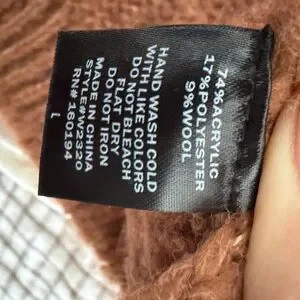 74%ACRYLIC
17%POLYESTER
9%WOOL
HAND WASH COLD
WITH LIKE COLORS
DO NOT BLEACH
FLAT DRY
DO NOT IRON
MADE IN CHINA
STYLE#W2320
RN# 160194
L